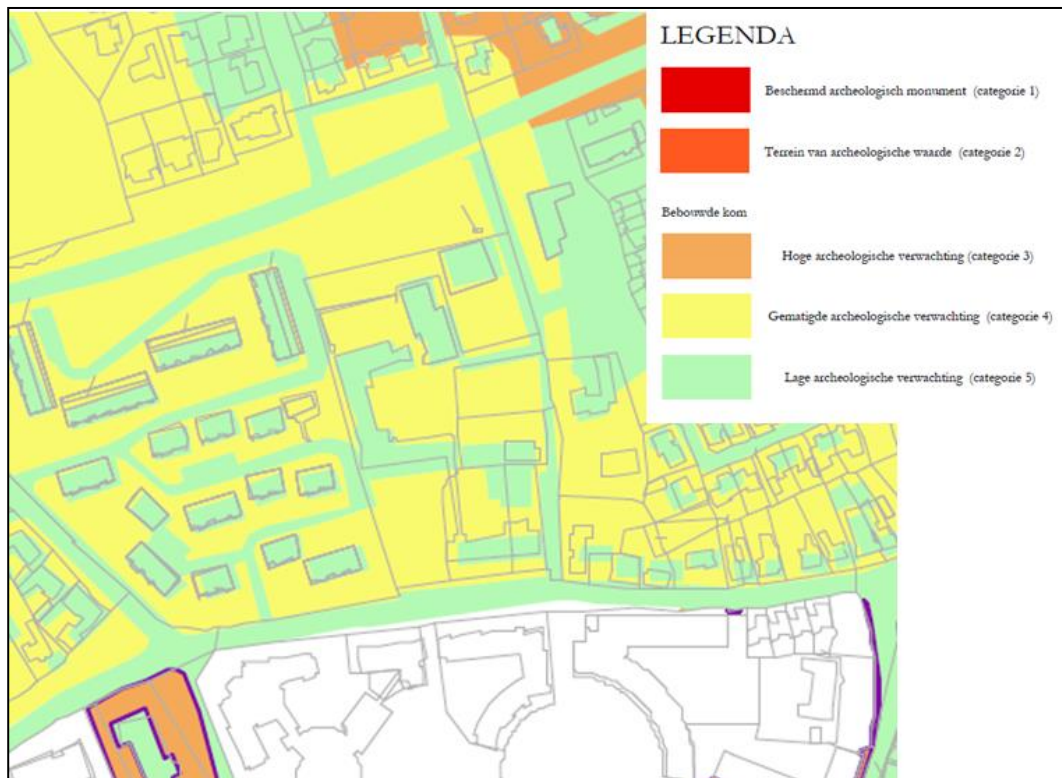 LEGENDA
Beschermd archeologisch monument (categorie 1)
Terrein van archeologische waarde (categorie 2)
Bebouwde kom
Hoge archeologische verwachting (categorie 3)
Gematigde archeologische verwachting (categorie 4)
Lage archeologische verwachting (categorie 5)